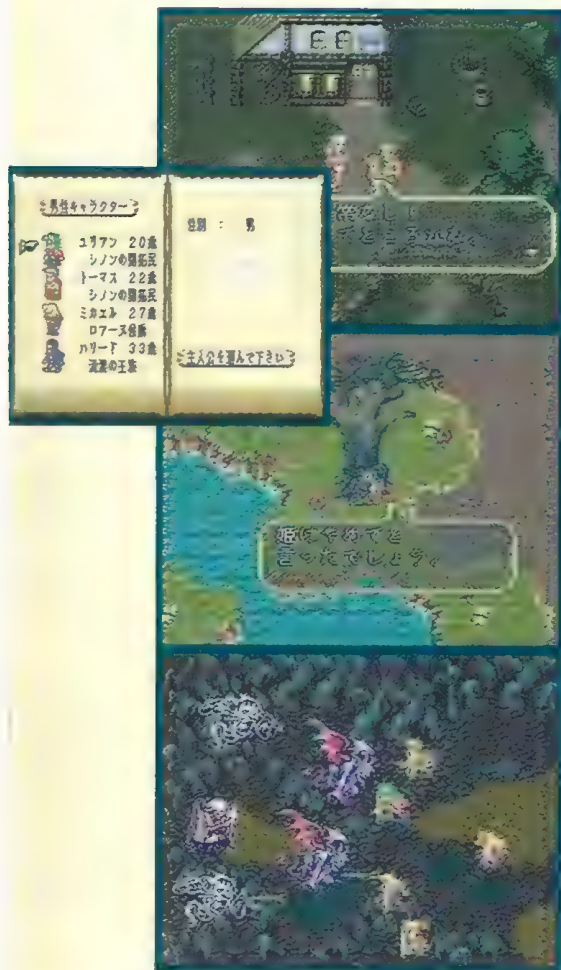 男性キャラクター
ユリアン 20歳
シノンの開拓民
トーマス 22歳
シノンの開拓民
ミカエル 27歳
ロアーヌ侯爵
ハリード 33歳
流浪の王族
性別 : 男
主人公を選んで下さい
姫はやめてと
言ったでしょう。